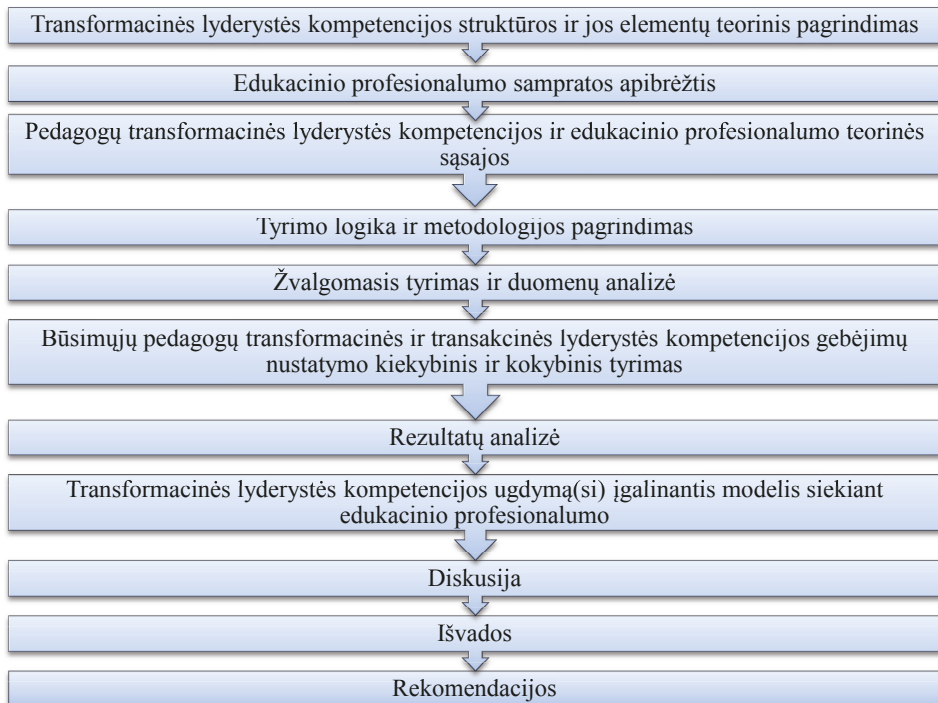 Transformacinės lyderystės kompetencijos struktūros ir jos elementų teorinis pagrindimas
Edukacinio profesionalumo sampratos apibrėžtis
Pedagogų transformacinės lyderystės kompetencijos ir edukacinio profesionalumo teorinės
sąsajos
Tyrimo logika ir metodologijos pagrindimas
Žvalgomasis tyrimas ir duomenų analizė
Būsimųjų pedagogų transformacinės ir transakcinės lyderystės kompetencijos gebėjimų
nustatymo kiekybinis ir kokybinis tyrimas
Rezultatų analizė
Transformacinės lyderystės kompetencijos ugdymą(si) įgalinantis modelis siekiant
edukacinio profesionalumo
Diskusija
Išvados
Rekomendacijos